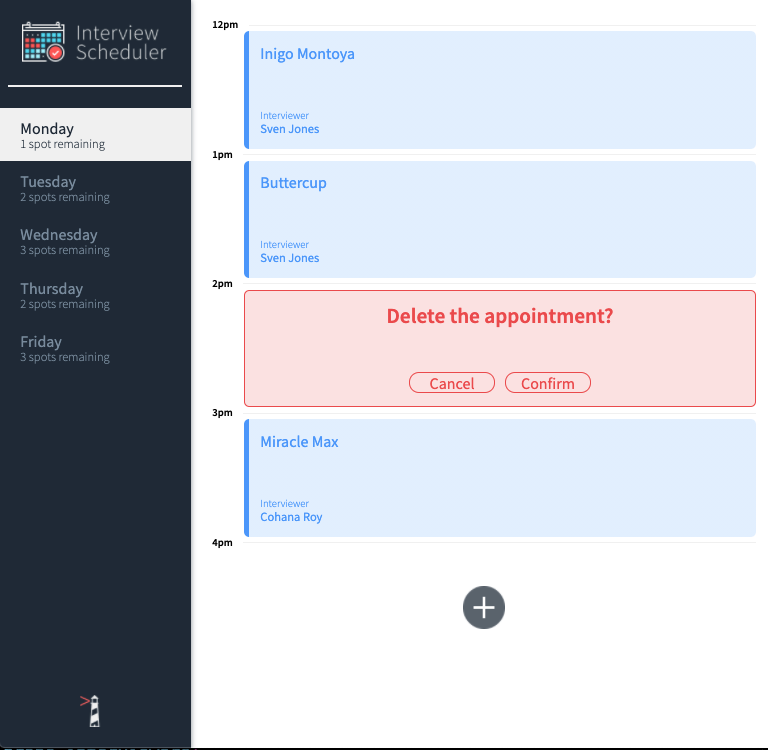 Interview
Scheduler
Monday
1 spot remaining
Tuesday
2 spots remaining
Wednesday
3 spots remaining
Thursday
2 spots remaining
Friday
3 spots remaining
12pm
Inigo Montoya
Interviewer
Sven Jones
1pm
Buttercup
Interviewer
Sven Jones
2pm
Delete the appointment?
Cancel Confirm
3pm
Miracle Max
Interviewer
Cohana Roy
4pm